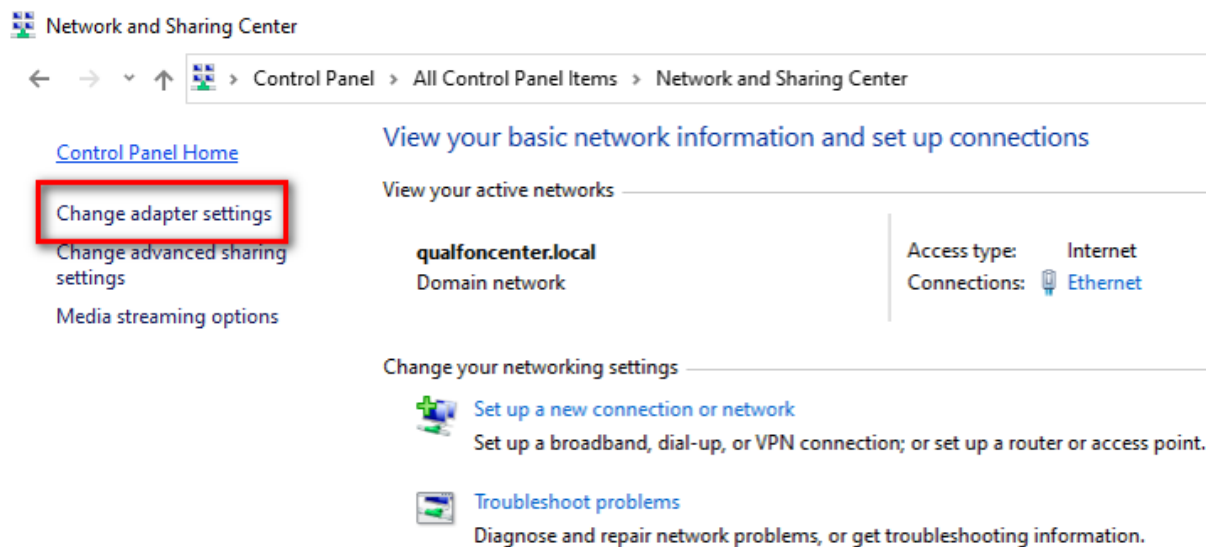 Network and Sharing Center
Control Panel > All Control Panel Items > Network and Sharing Center
Control Panel Home
Change adapter settings
Change advanced sharing
settings
Media streaming options
View your basic network information and set up connections
View your active networks
qualfoncenter.local
Domain network
Access type: Internet
Connections: Ethernet
Change your networking settings
Set up a new connection or network
Set up a broadband, dial-up, or VPN connection; or set up a router or access point.
Troubleshoot problems
Diagnose and repair network problems, or get troubleshooting information.